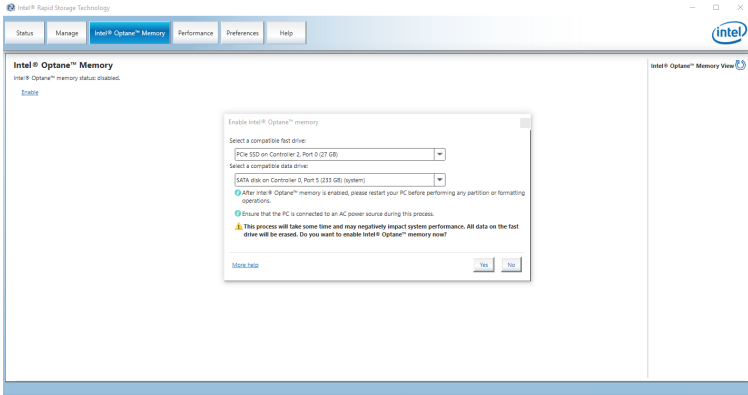 Intel® Rapid Storage Technology
Status Manage Intel® Optane™ Memory Performance Preferences Help
intel
Intel® Optane™ Memory
Intel® Optane™ memory status: disabled.
Enable
Intel® Optane™ Memory View
Enable Intel® Optane™ memory
Select a compatible fast drive:
PCIe SSD on Controller 2, Port 0 (27 GB)
Select a compatible data drive:
SATA disk on Controller 0, Port 5 (233 GB) (system)
After Intel® Optane™ memory is enabled, please restart your PC before performing any partition or formatting
operations.
Ensure that the PC is connected to an AC power source during this process.
This process will take some time and may negatively impact system performance. All data on the fast
drive will be erased. Do you want to enable Intel® Optane™ memory now?
More help
Yes No